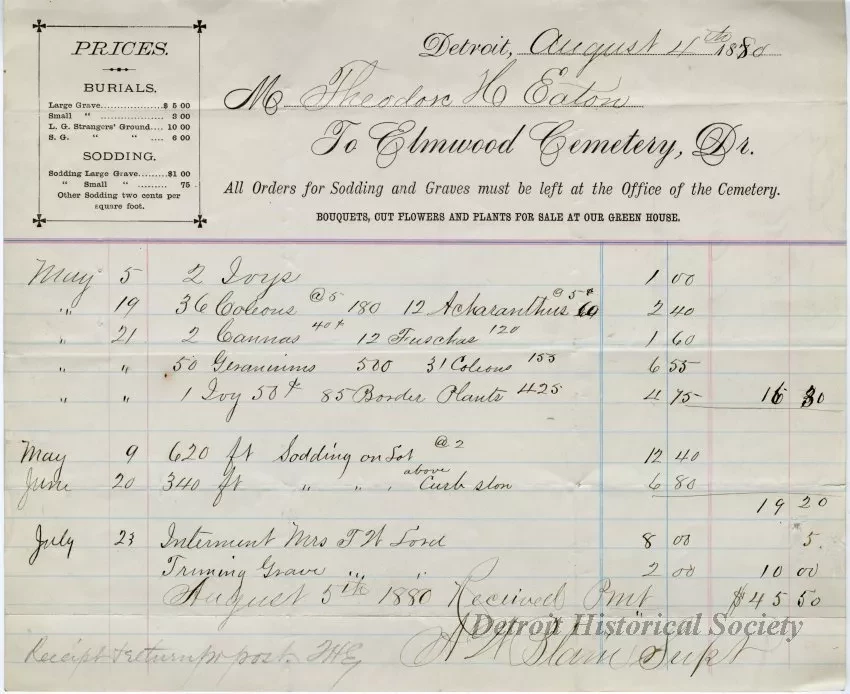 PRICES.
BURIALS.
Large Grave................$ 5 00
Small " ................ 3 00
L. G. Strangers' Ground.... 10 00
S. G. " " .... 6 00
SODDING.
Sodding Large Grave.......$1 00
" Small " ......... 75
Other Sodding two cents per
square foot.
Detroit, August 4th 1880
M Theodore H Eaton
To Elmwood Cemetery, Dr.
All Orders for Sodding and Graves must be left at the Office of the Cemetery.
BOUQUETS, CUT FLOWERS AND PLANTS FOR SALE AT OUR GREEN HOUSE.
May 5 2 Ivys 1 00
" 19 36 Coleous @5 180 12 Acharanthus @5¢ 60 2 40
" 21 2 Cannas 40¢ 12 Fuschas 120 1 60
" " 50 Geraniums 500 31 Coleous 155 6 55
" " 1 Ivy 50¢ 85 Border Plants 425 4 75 16 30
May 9 620 ft Sodding on Lot @2 12 40
June 20 340 ft " " " above Curb ston 6 80
19 20
July 23 Interment Mrs T W Lord 8 00 5.
Triming Grave " " 2 00 10 00
August 5th 1880 Received Pmt $45 50
Supt
Receipt & return pr post. THE
Detroit Historical Society